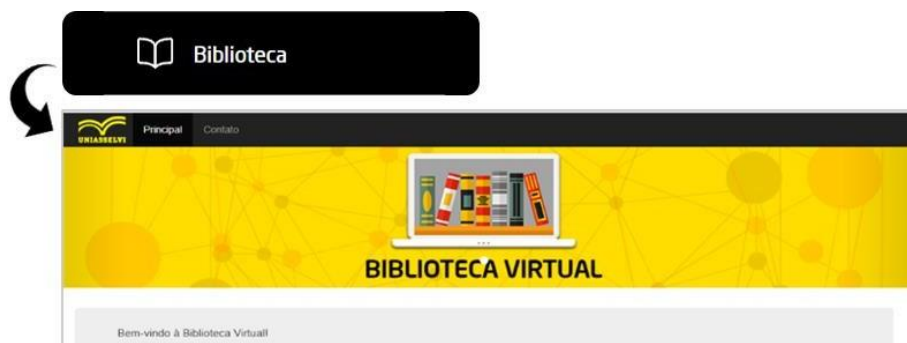 Biblioteca
UNIASSELVI
Principal Contato
BIBLIOTECA VIRTUAL
Bem-vindo à Biblioteca Virtual!